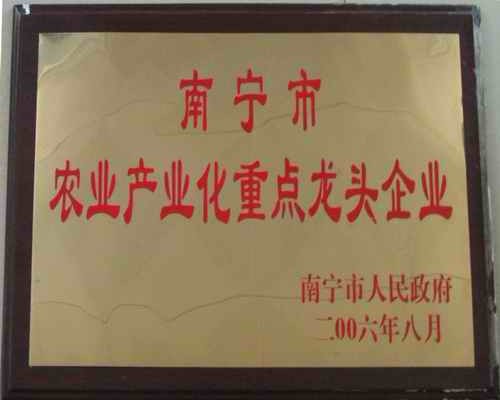 南宁市
农业产业化重点龙头企业
南宁市人民政府
二00六年八月